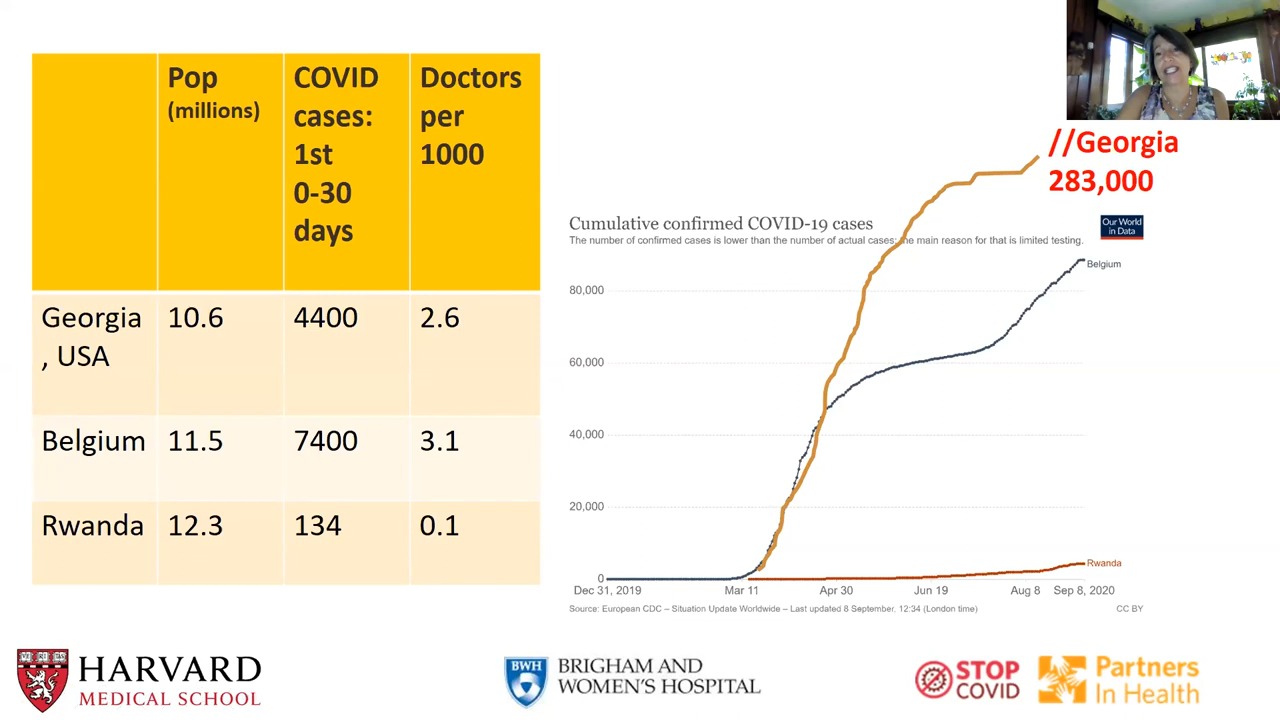 Pop
(millions)
COVID
cases:
1st
0-30
days
Doctors
per
1000
Georgia
, USA
10.6
4400
2.6
Belgium
11.5
7400
3.1
Rwanda
12.3
134
0.1
//Georgia
283,000
Cumulative confirmed COVID-19 cases
The number of confirmed cases is lower than the number of actual cases; the main reason for that is limited testing.
Our World
in Data
Belgium
80,000
60,000
40,000
20,000
0
Rwanda
Dec 31, 2019
Mar 11
Apr 30
Jun 19
Aug 8
Sep 8, 2020
Source: European CDC – Situation Update Worldwide – Last updated 8 September, 12:34 (London time)
CC BY
HARVARD
MEDICAL SCHOOL
BWH
BRIGHAM AND
WOMEN'S HOSPITAL
STOP
COVID
Partners
In Health